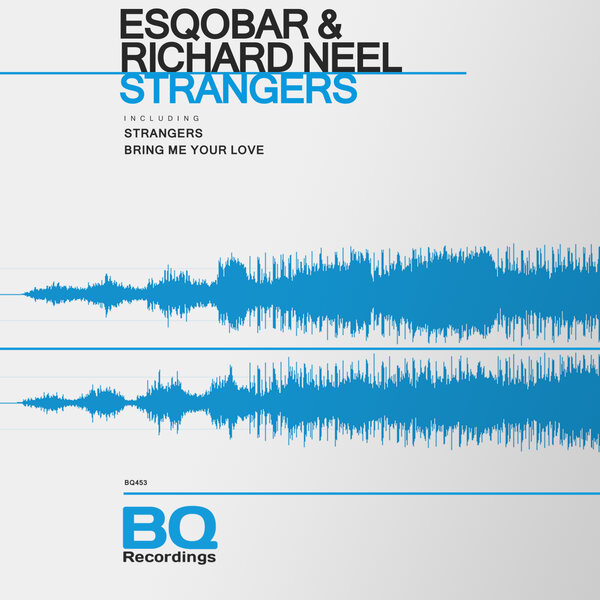 ESQOBAR &
RICHARD NEEL
STRANGERS
INCLUDING
STRANGERS
BRING ME YOUR LOVE
BQ453
BQ
Recordings